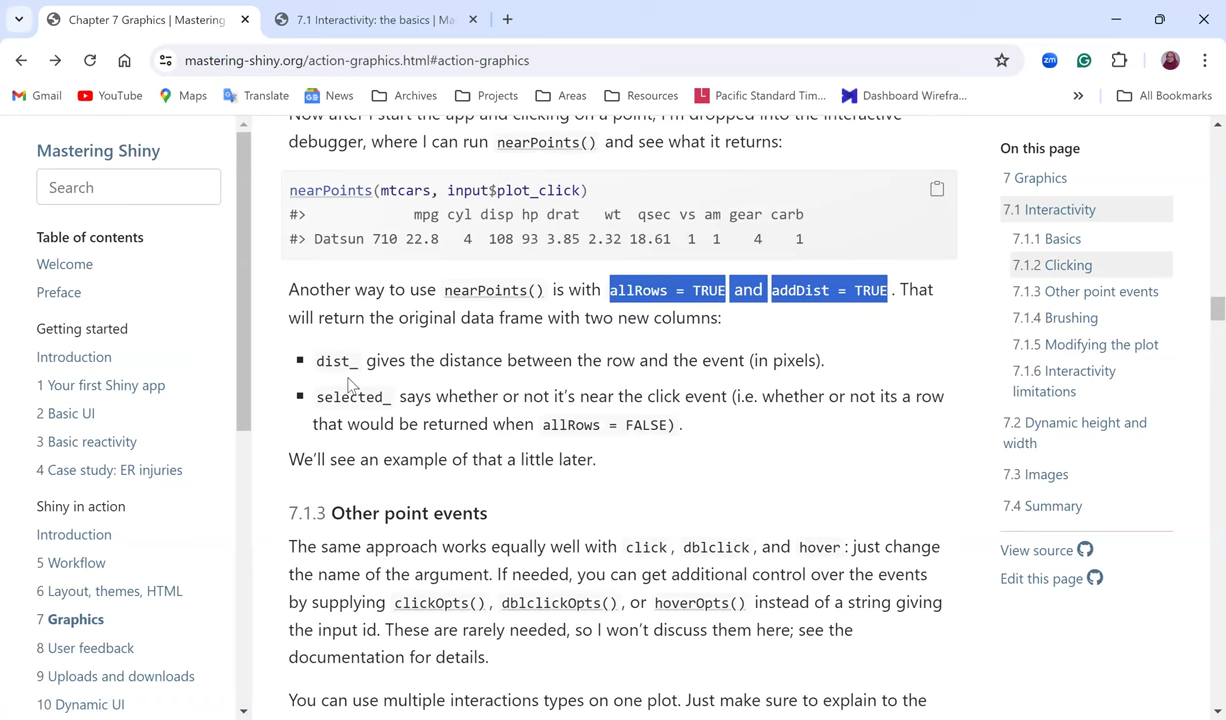 Chapter 7 Graphics | Mastering
7.1 Interactivity: the basics | Ma
mastering-shiny.org/action-graphics.html#action-graphics
Gmail YouTube Maps Translate News Archives Projects Areas Resources Pacific Standard Tim... Dashboard Wirefra... All Bookmarks
Mastering Shiny
Search
Table of contents
Welcome
Preface
Getting started
Introduction
1 Your first Shiny app
2 Basic UI
3 Basic reactivity
4 Case study: ER injuries
Shiny in action
Introduction
5 Workflow
6 Layout, themes, HTML
7 Graphics
8 User feedback
9 Uploads and downloads
10 Dynamic UI
Now after I start the app and clicking on a point, I'm dropped into the interactive
debugger, where I can run nearPoints() and see what it returns:
nearPoints(mtcars, input$plot_click)
#> mpg cyl disp hp drat wt qsec vs am gear carb
#> Datsun 710 22.8 4 108 93 3.85 2.32 18.61 1 1 4 1
Another way to use nearPoints() is with allRows = TRUE and addDist = TRUE. That
will return the original data frame with two new columns:
dist_ gives the distance between the row and the event (in pixels).
selected_ says whether or not it's near the click event (i.e. whether or not its a row
that would be returned when allRows = FALSE).
We'll see an example of that a little later.
7.1.3 Other point events
The same approach works equally well with click, dblclick, and hover: just change
the name of the argument. If needed, you can get additional control over the events
by supplying clickOpts(), dblclickOpts(), or hoverOpts() instead of a string giving
the input id. These are rarely needed, so I won't discuss them here; see the
documentation for details.
You can use multiple interactions types on one plot. Just make sure to explain to the
On this page
7 Graphics
7.1 Interactivity
7.1.1 Basics
7.1.2 Clicking
7.1.3 Other point events
7.1.4 Brushing
7.1.5 Modifying the plot
7.1.6 Interactivity
limitations
7.2 Dynamic height and
width
7.3 Images
7.4 Summary
View source
Edit this page